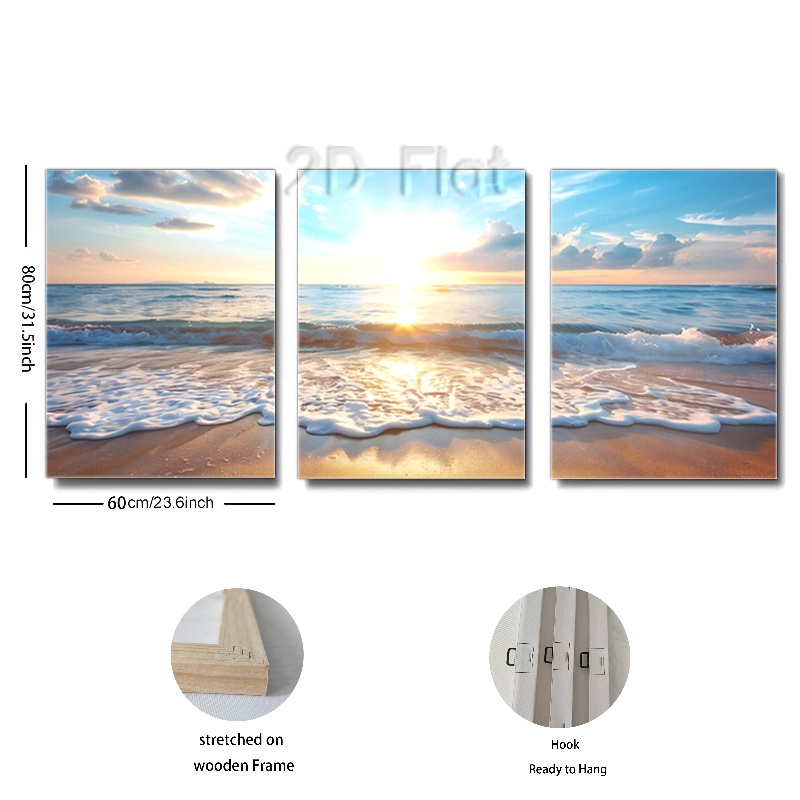 2D Flat
80cm/31.5inch
60cm/23.6inch
stretched on
wooden Frame
Hook
Ready to Hang